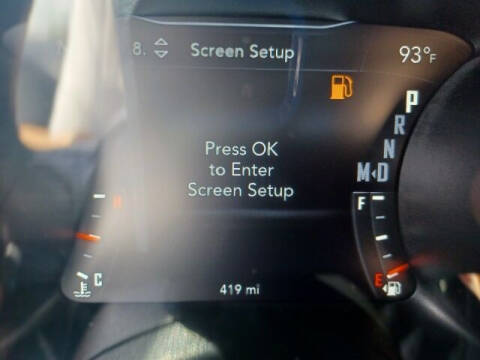 8. Screen Setup 93°F
P
R
N
M◂D
Press OK
to Enter
Screen Setup
H
F
C
E
419 mi